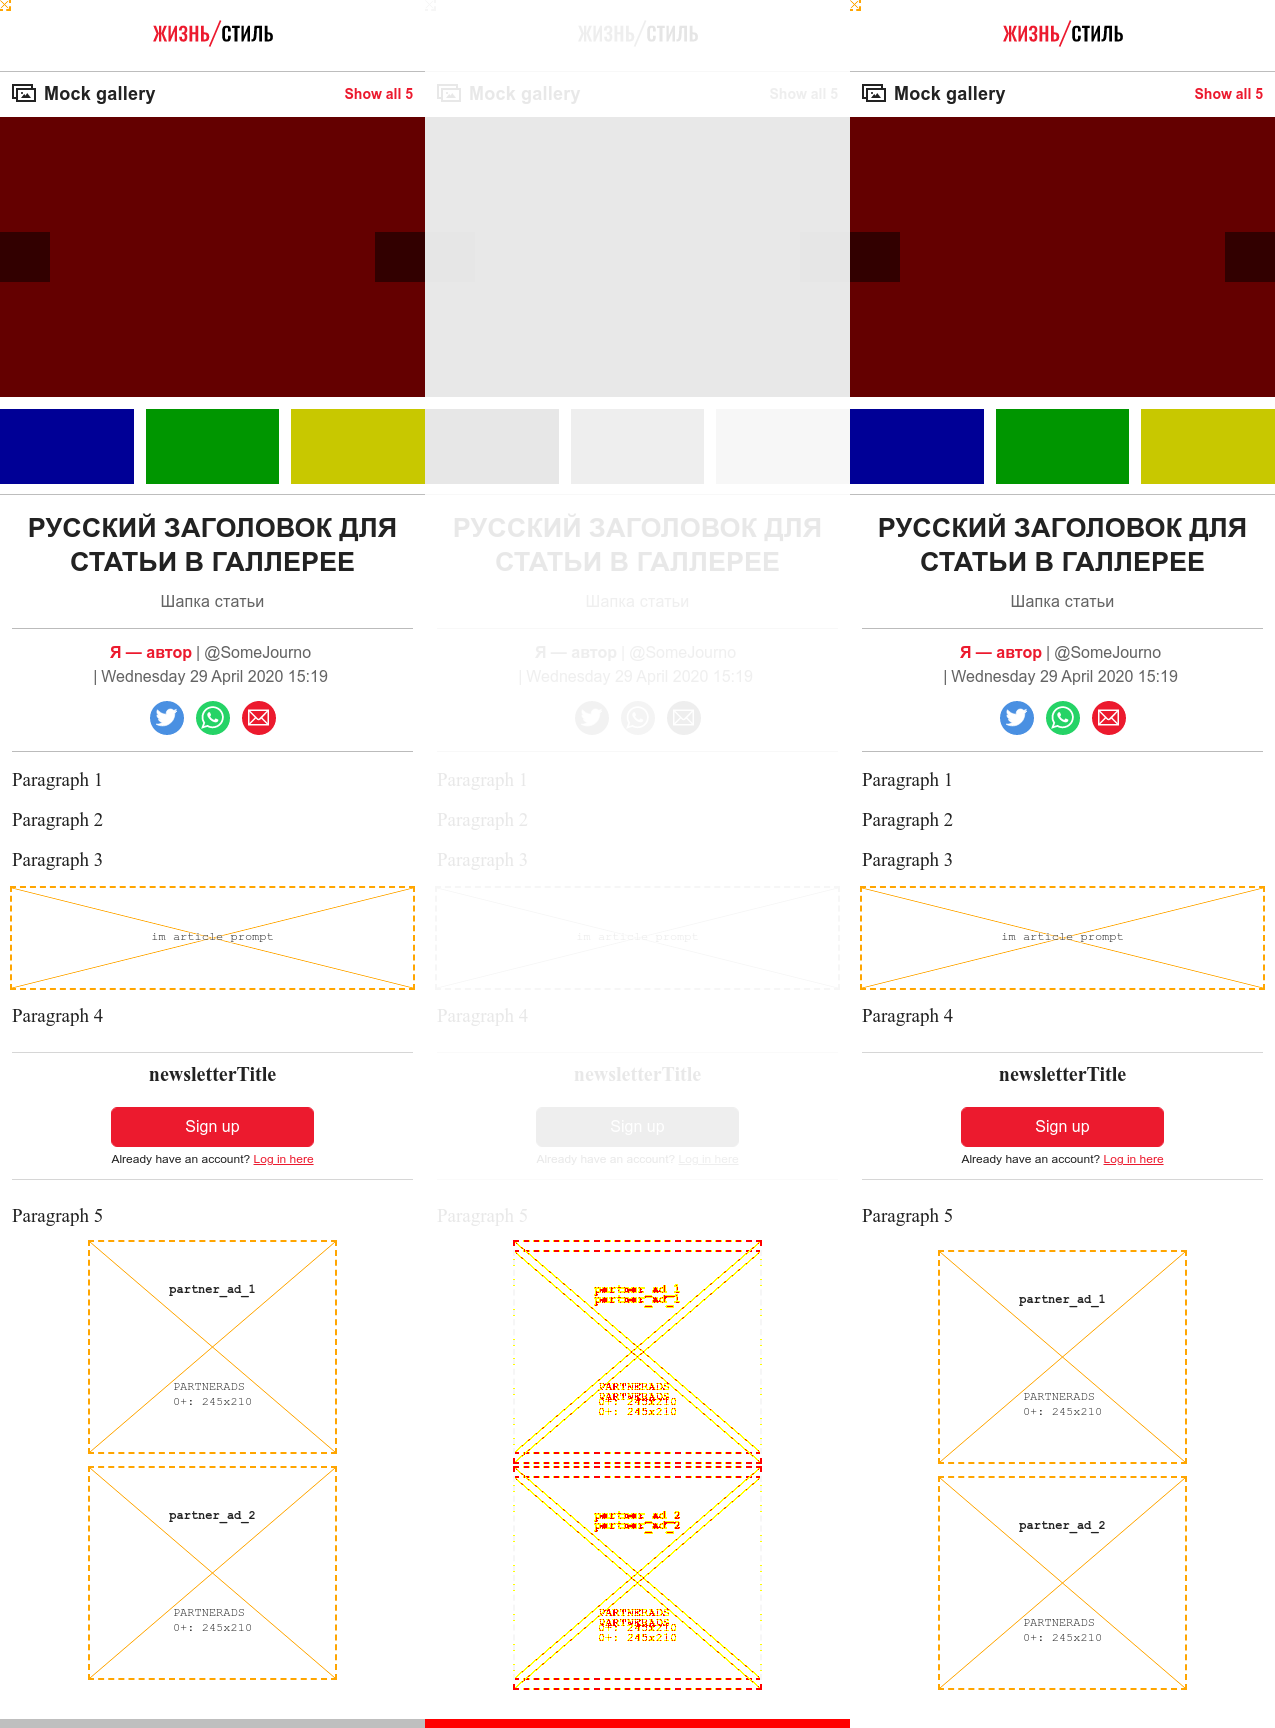 ЖИЗНЬ/СТИЛЬ
Mock gallery
Show all 5
РУССКИЙ ЗАГОЛОВОК ДЛЯ
СТАТЬИ В ГАЛЛЕРЕЕ
Шапка статьи
Я — автор | @SomeJourno
| Wednesday 29 April 2020 15:19
Paragraph 1
Paragraph 2
Paragraph 3
im article prompt
Paragraph 4
newsletterTitle
Sign up
Already have an account? Log in here
Paragraph 5
partner_ad_1
PARTNERADS
0+: 245x210
partner_ad_2
PARTNERADS
0+: 245x210
ЖИЗНЬ/СТИЛЬ
Mock gallery
Show all 5
РУССКИЙ ЗАГОЛОВОК ДЛЯ
СТАТЬИ В ГАЛЛЕРЕЕ
Шапка статьи
Я — автор | @SomeJourno
| Wednesday 29 April 2020 15:19
Paragraph 1
Paragraph 2
Paragraph 3
im article prompt
Paragraph 4
newsletterTitle
Sign up
Already have an account? Log in here
Paragraph 5
partner_ad_1
partner_ad_1
PARTNERADS
PARTNERADS
0+: 245x210
0+: 245x210
partner_ad_2
partner_ad_2
PARTNERADS
PARTNERADS
0+: 245x210
0+: 245x210
ЖИЗНЬ/СТИЛЬ
Mock gallery
Show all 5
РУССКИЙ ЗАГОЛОВОК ДЛЯ
СТАТЬИ В ГАЛЛЕРЕЕ
Шапка статьи
Я — автор | @SomeJourno
| Wednesday 29 April 2020 15:19
Paragraph 1
Paragraph 2
Paragraph 3
im article prompt
Paragraph 4
newsletterTitle
Sign up
Already have an account? Log in here
Paragraph 5
partner_ad_1
PARTNERADS
0+: 245x210
partner_ad_2
PARTNERADS
0+: 245x210